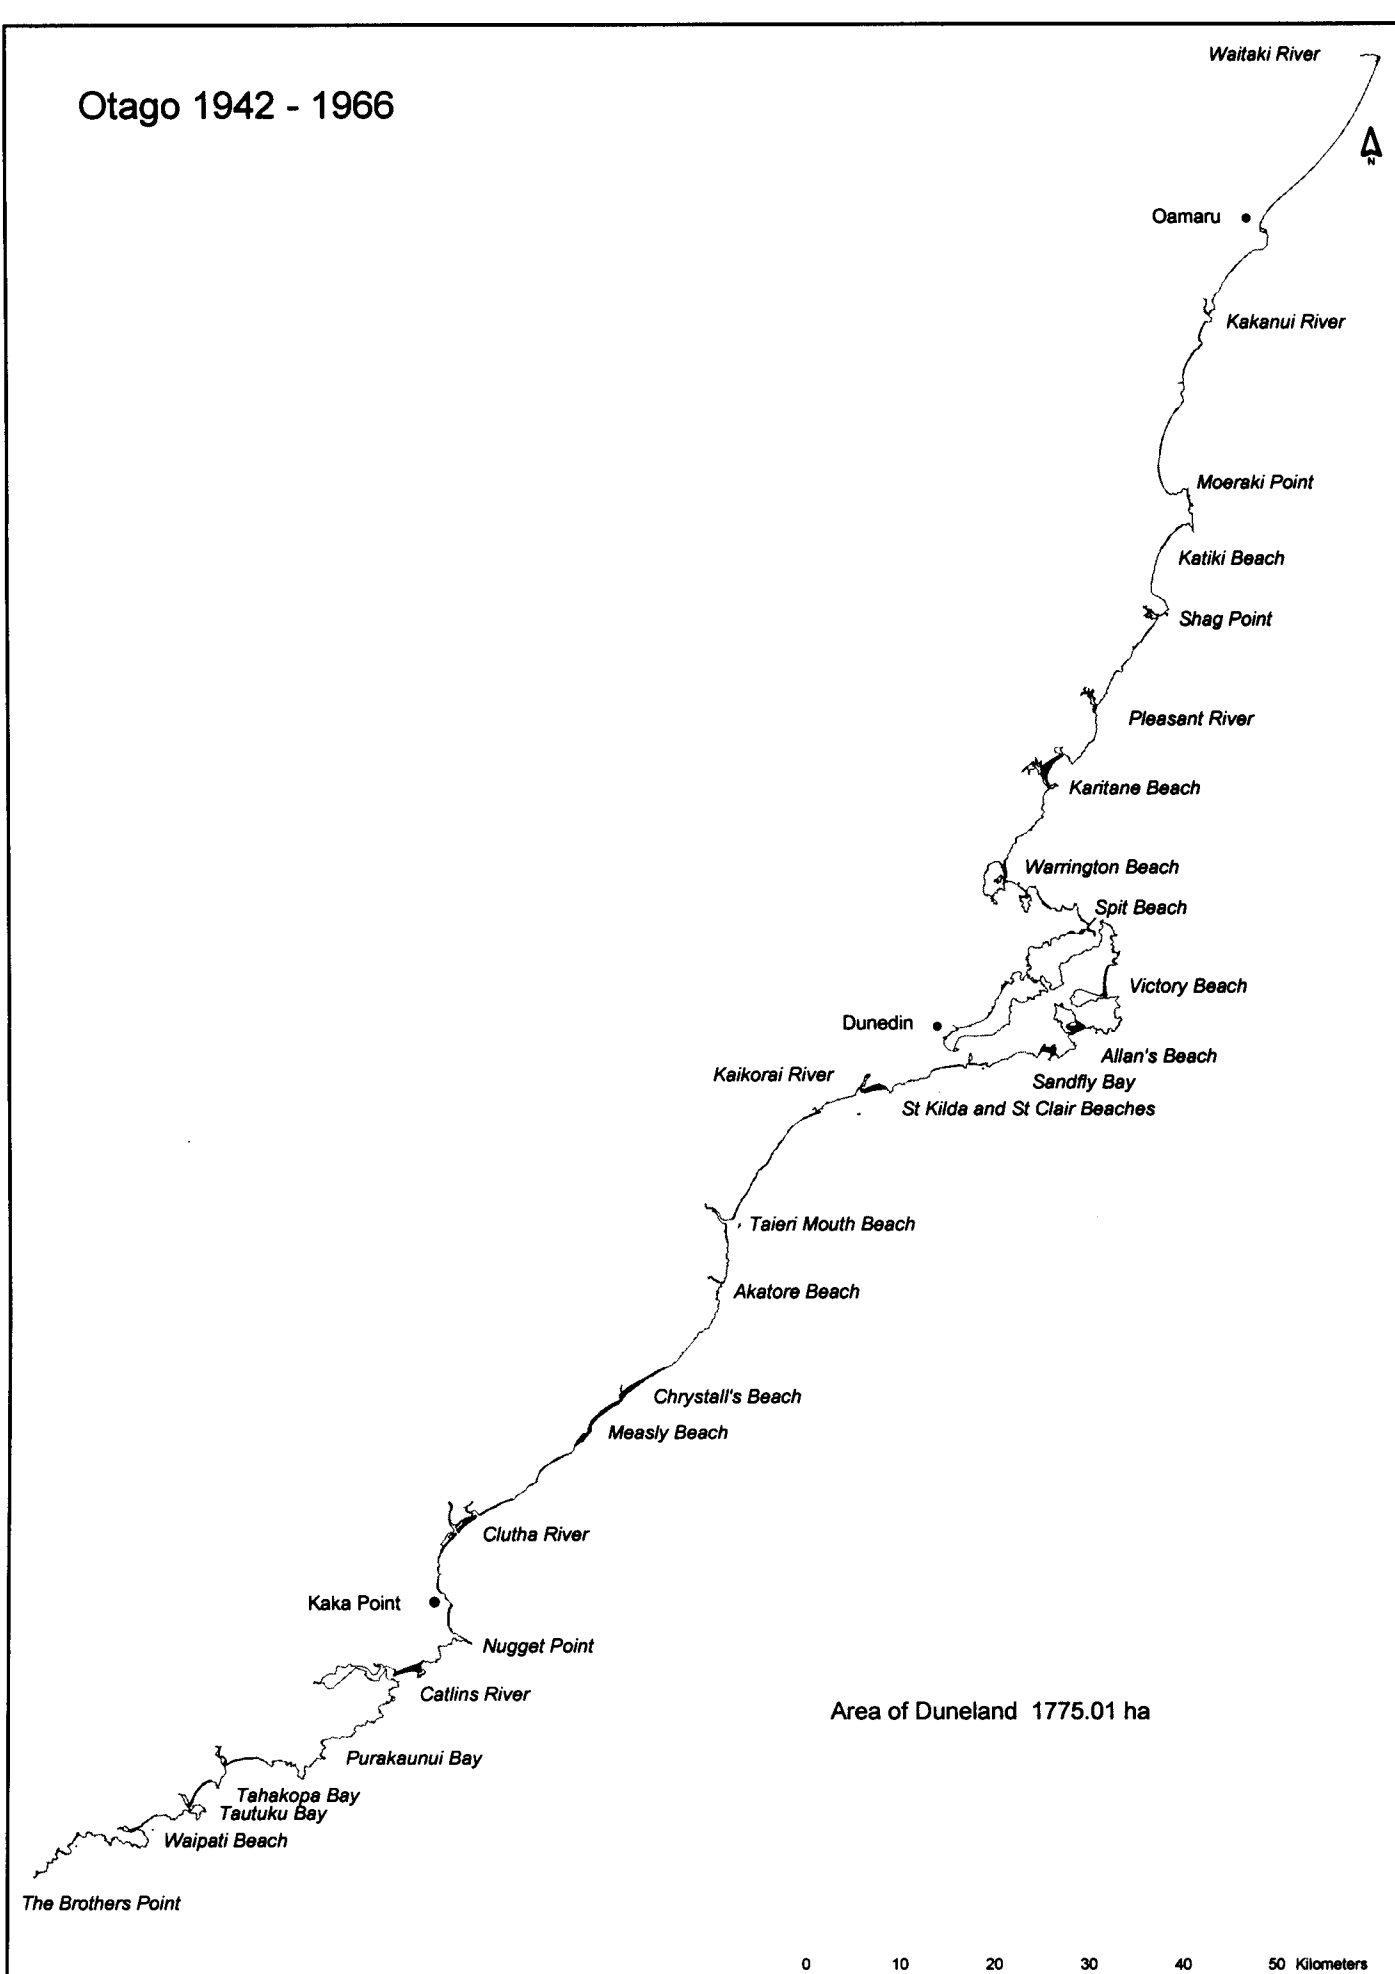 Waitaki River
Otago 1942 - 1966
N
Oamaru
Kakanui River
Moeraki Point
Katiki Beach
Shag Point
Pleasant River
Karitane Beach
Warrington Beach
Spit Beach
Victory Beach
Dunedin
Allan's Beach
Kaikorai River
Sandfly Bay
St Kilda and St Clair Beaches
Taieri Mouth Beach
Akatore Beach
Chrystall's Beach
Measly Beach
Clutha River
Kaka Point
Nugget Point
Catlins River
Area of Duneland 1775.01 ha
Purakaunui Bay
Tahakopa Bay
Tautuku Bay
Waipati Beach
The Brothers Point
0 10 20 30 40 50 Kilometers